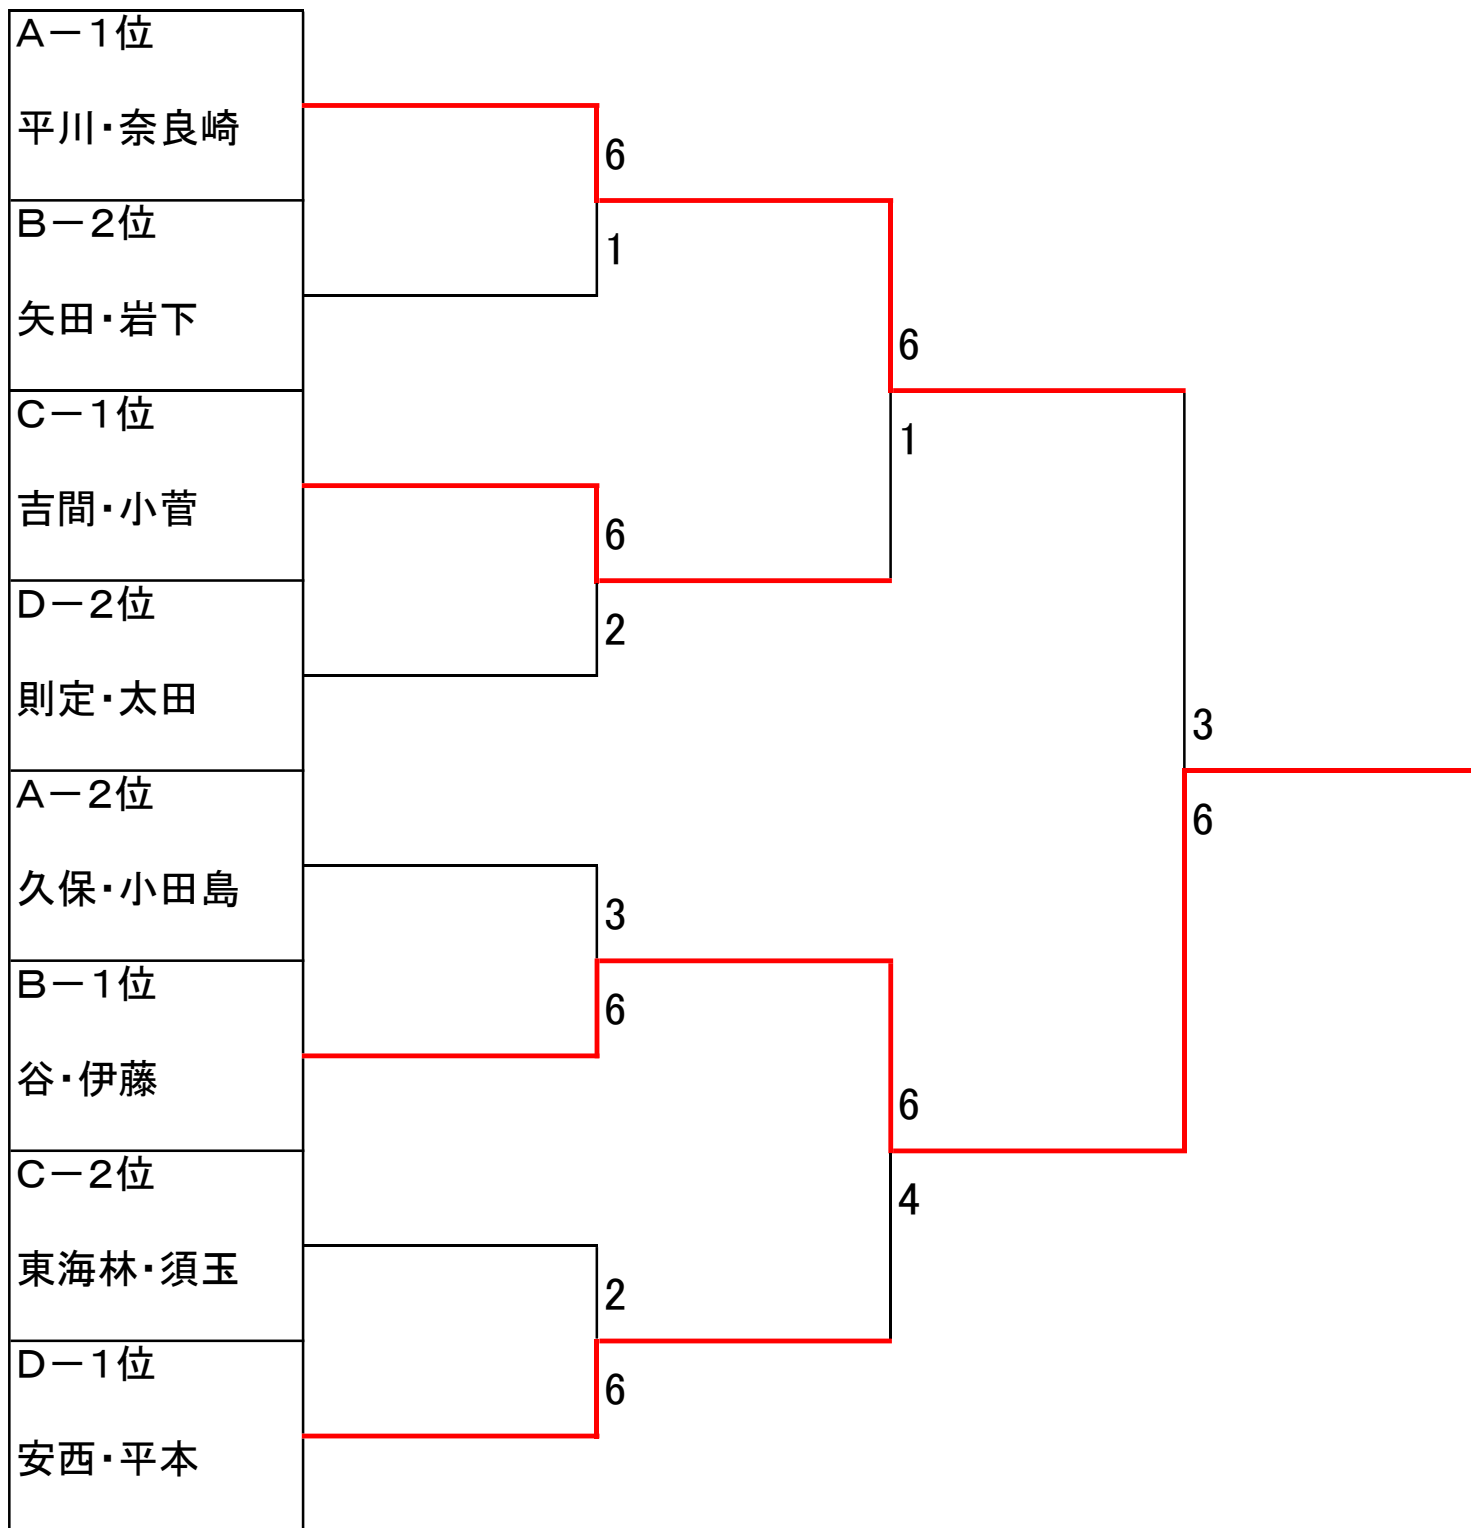 A－1位
平川・奈良崎
6
B－2位
1
矢田・岩下
6
C－1位
1
吉間・小菅
6
D－2位
2
則定・太田
3
A－2位
6
久保・小田島
3
B－1位
6
谷・伊藤
6
C－2位
4
東海林・須玉
2
D－1位
6
安西・平本